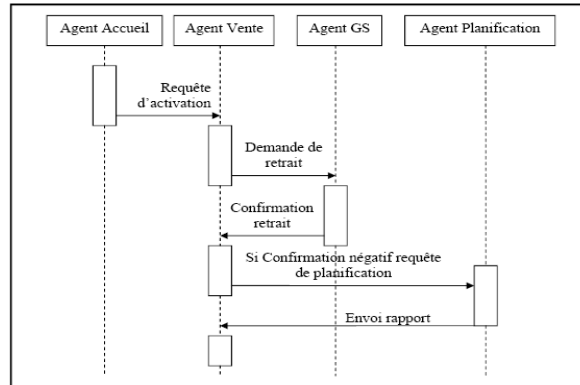 Agent Accueil
Agent Vente
Agent GS
Agent Planification
Requête
d’activation
Demande de
retrait
Confirmation
retrait
Si Confirmation négatif requête
de planification
Envoi rapport